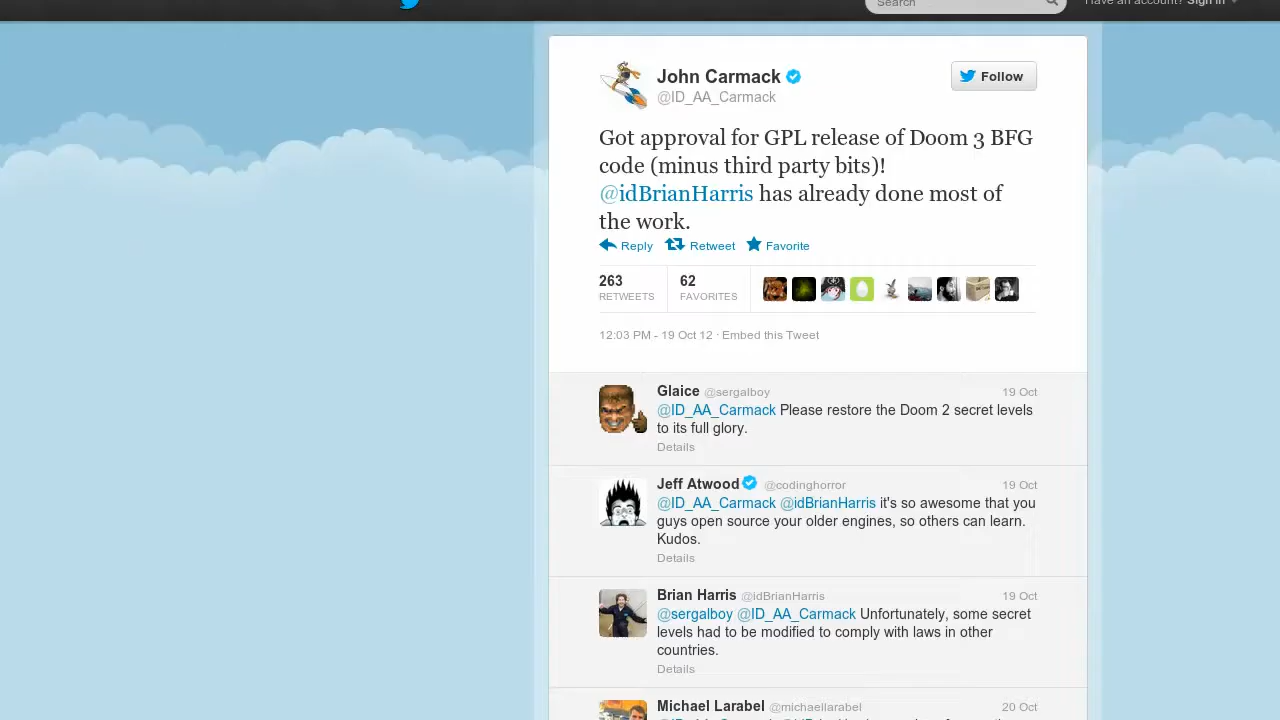 Search
Have an account? Sign in
John Carmack
@ID_AA_Carmack
Follow
Got approval for GPL release of Doom 3 BFG
code (minus third party bits)!
@idBrianHarris has already done most of
the work.
Reply Retweet Favorite
263 62
RETWEETS FAVORITES
12:03 PM - 19 Oct 12 · Embed this Tweet
Glaice @sergalboy 19 Oct
@ID_AA_Carmack Please restore the Doom 2 secret levels
to its full glory.
Details
Jeff Atwood @codinghorror 19 Oct
@ID_AA_Carmack @idBrianHarris it's so awesome that you
guys open source your older engines, so others can learn.
Kudos.
Details
Brian Harris @idBrianHarris 19 Oct
@sergalboy @ID_AA_Carmack Unfortunately, some secret
levels had to be modified to comply with laws in other
countries.
Details
Michael Larabel @michaellarabel 20 Oct